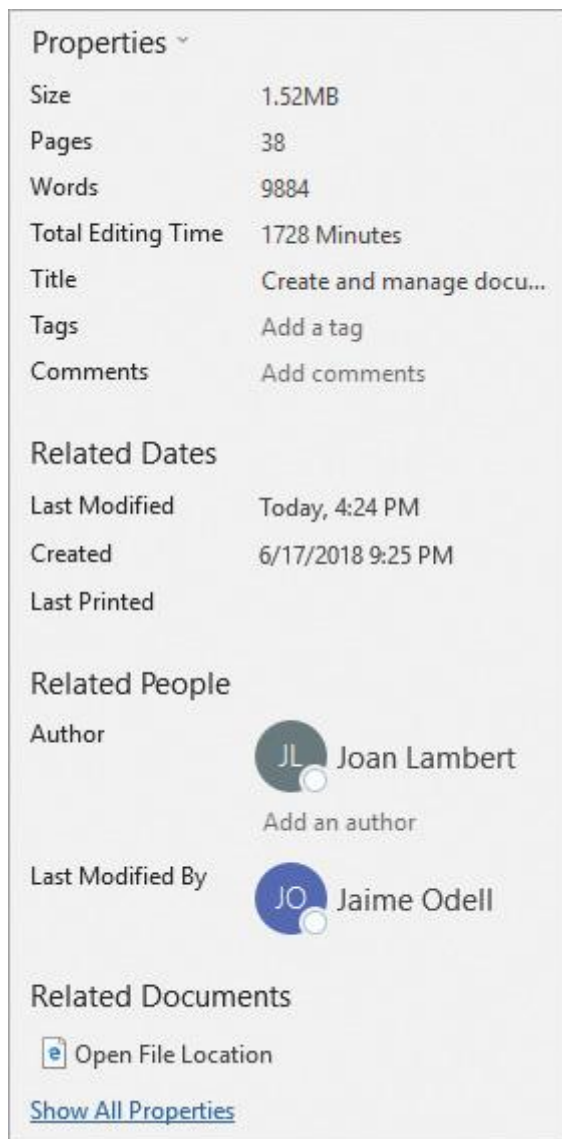 Properties
Size 1.52MB
Pages 38
Words 9884
Total Editing Time 1728 Minutes
Title Create and manage docu...
Tags Add a tag
Comments Add comments
Related Dates
Last Modified Today, 4:24 PM
Created 6/17/2018 9:25 PM
Last Printed
Related People
Author JL Joan Lambert
Add an author
Last Modified By JO Jaime Odell
Related Documents
Open File Location
Show All Properties